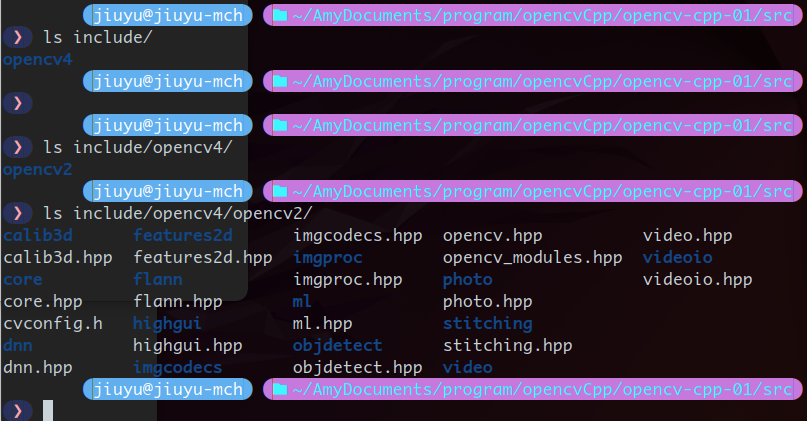 jiuyu@jiuyu-mch ~/AmyDocuments/program/opencvCpp/opencv-cpp-01/src
❯ ls include/
opencv4
jiuyu@jiuyu-mch ~/AmyDocuments/program/opencvCpp/opencv-cpp-01/src
❯
jiuyu@jiuyu-mch ~/AmyDocuments/program/opencvCpp/opencv-cpp-01/src
❯ ls include/opencv4/
opencv2
jiuyu@jiuyu-mch ~/AmyDocuments/program/opencvCpp/opencv-cpp-01/src
❯ ls include/opencv4/opencv2/
calib3d features2d imgcodecs.hpp opencv.hpp video.hpp
calib3d.hpp features2d.hpp imgproc opencv_modules.hpp videoio
core flann imgproc.hpp photo videoio.hpp
core.hpp flann.hpp ml photo.hpp
cvconfig.h highgui ml.hpp stitching
dnn highgui.hpp objdetect stitching.hpp
dnn.hpp imgcodecs objdetect.hpp video
jiuyu@jiuyu-mch ~/AmyDocuments/program/opencvCpp/opencv-cpp-01/src
❯